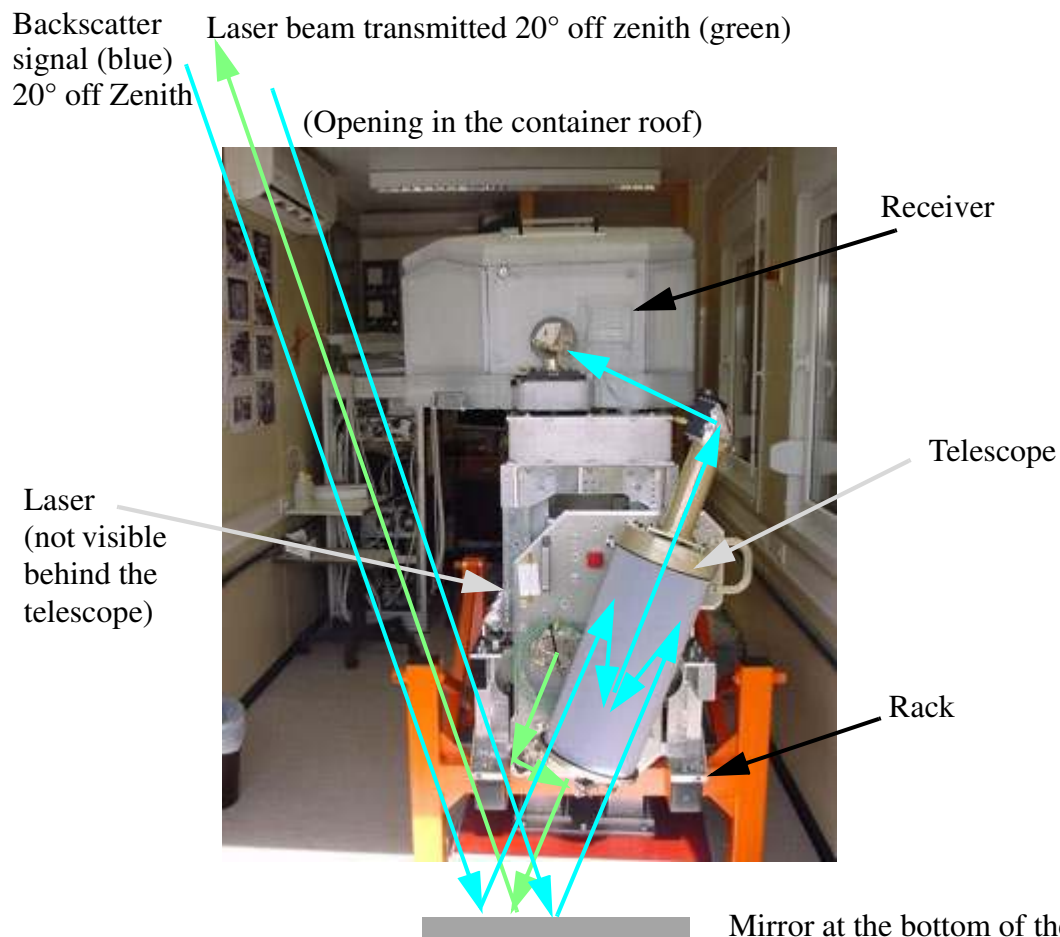 Backscatter
signal (blue)
20° off Zenith
Laser beam transmitted 20° off zenith (green)
(Opening in the container roof)
Receiver
Telescope
Laser
(not visible
behind the
telescope)
Rack
Mirror at the bottom of the